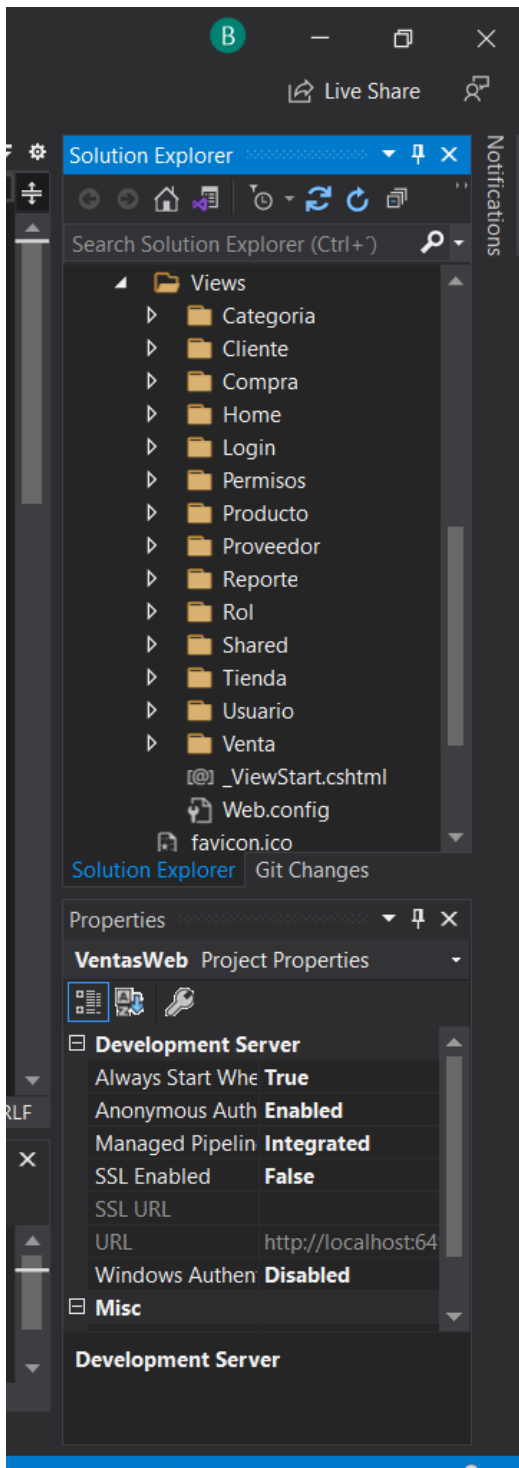 B
Live Share
Solution Explorer
Notifications
Search Solution Explorer (Ctrl+´)
Views
Categoria
Cliente
Compra
Home
Login
Permisos
Producto
Proveedor
Reporte
Rol
Shared
Tienda
Usuario
Venta
[@] _ViewStart.cshtml
Web.config
favicon.ico
Solution Explorer Git Changes
Properties
VentasWeb Project Properties
Development Server
Always Start Whe True
Anonymous Auth Enabled
Managed Pipelin Integrated
SSL Enabled False
SSL URL
URL http://localhost:64
Windows Authen Disabled
RLF
Misc
Development Server